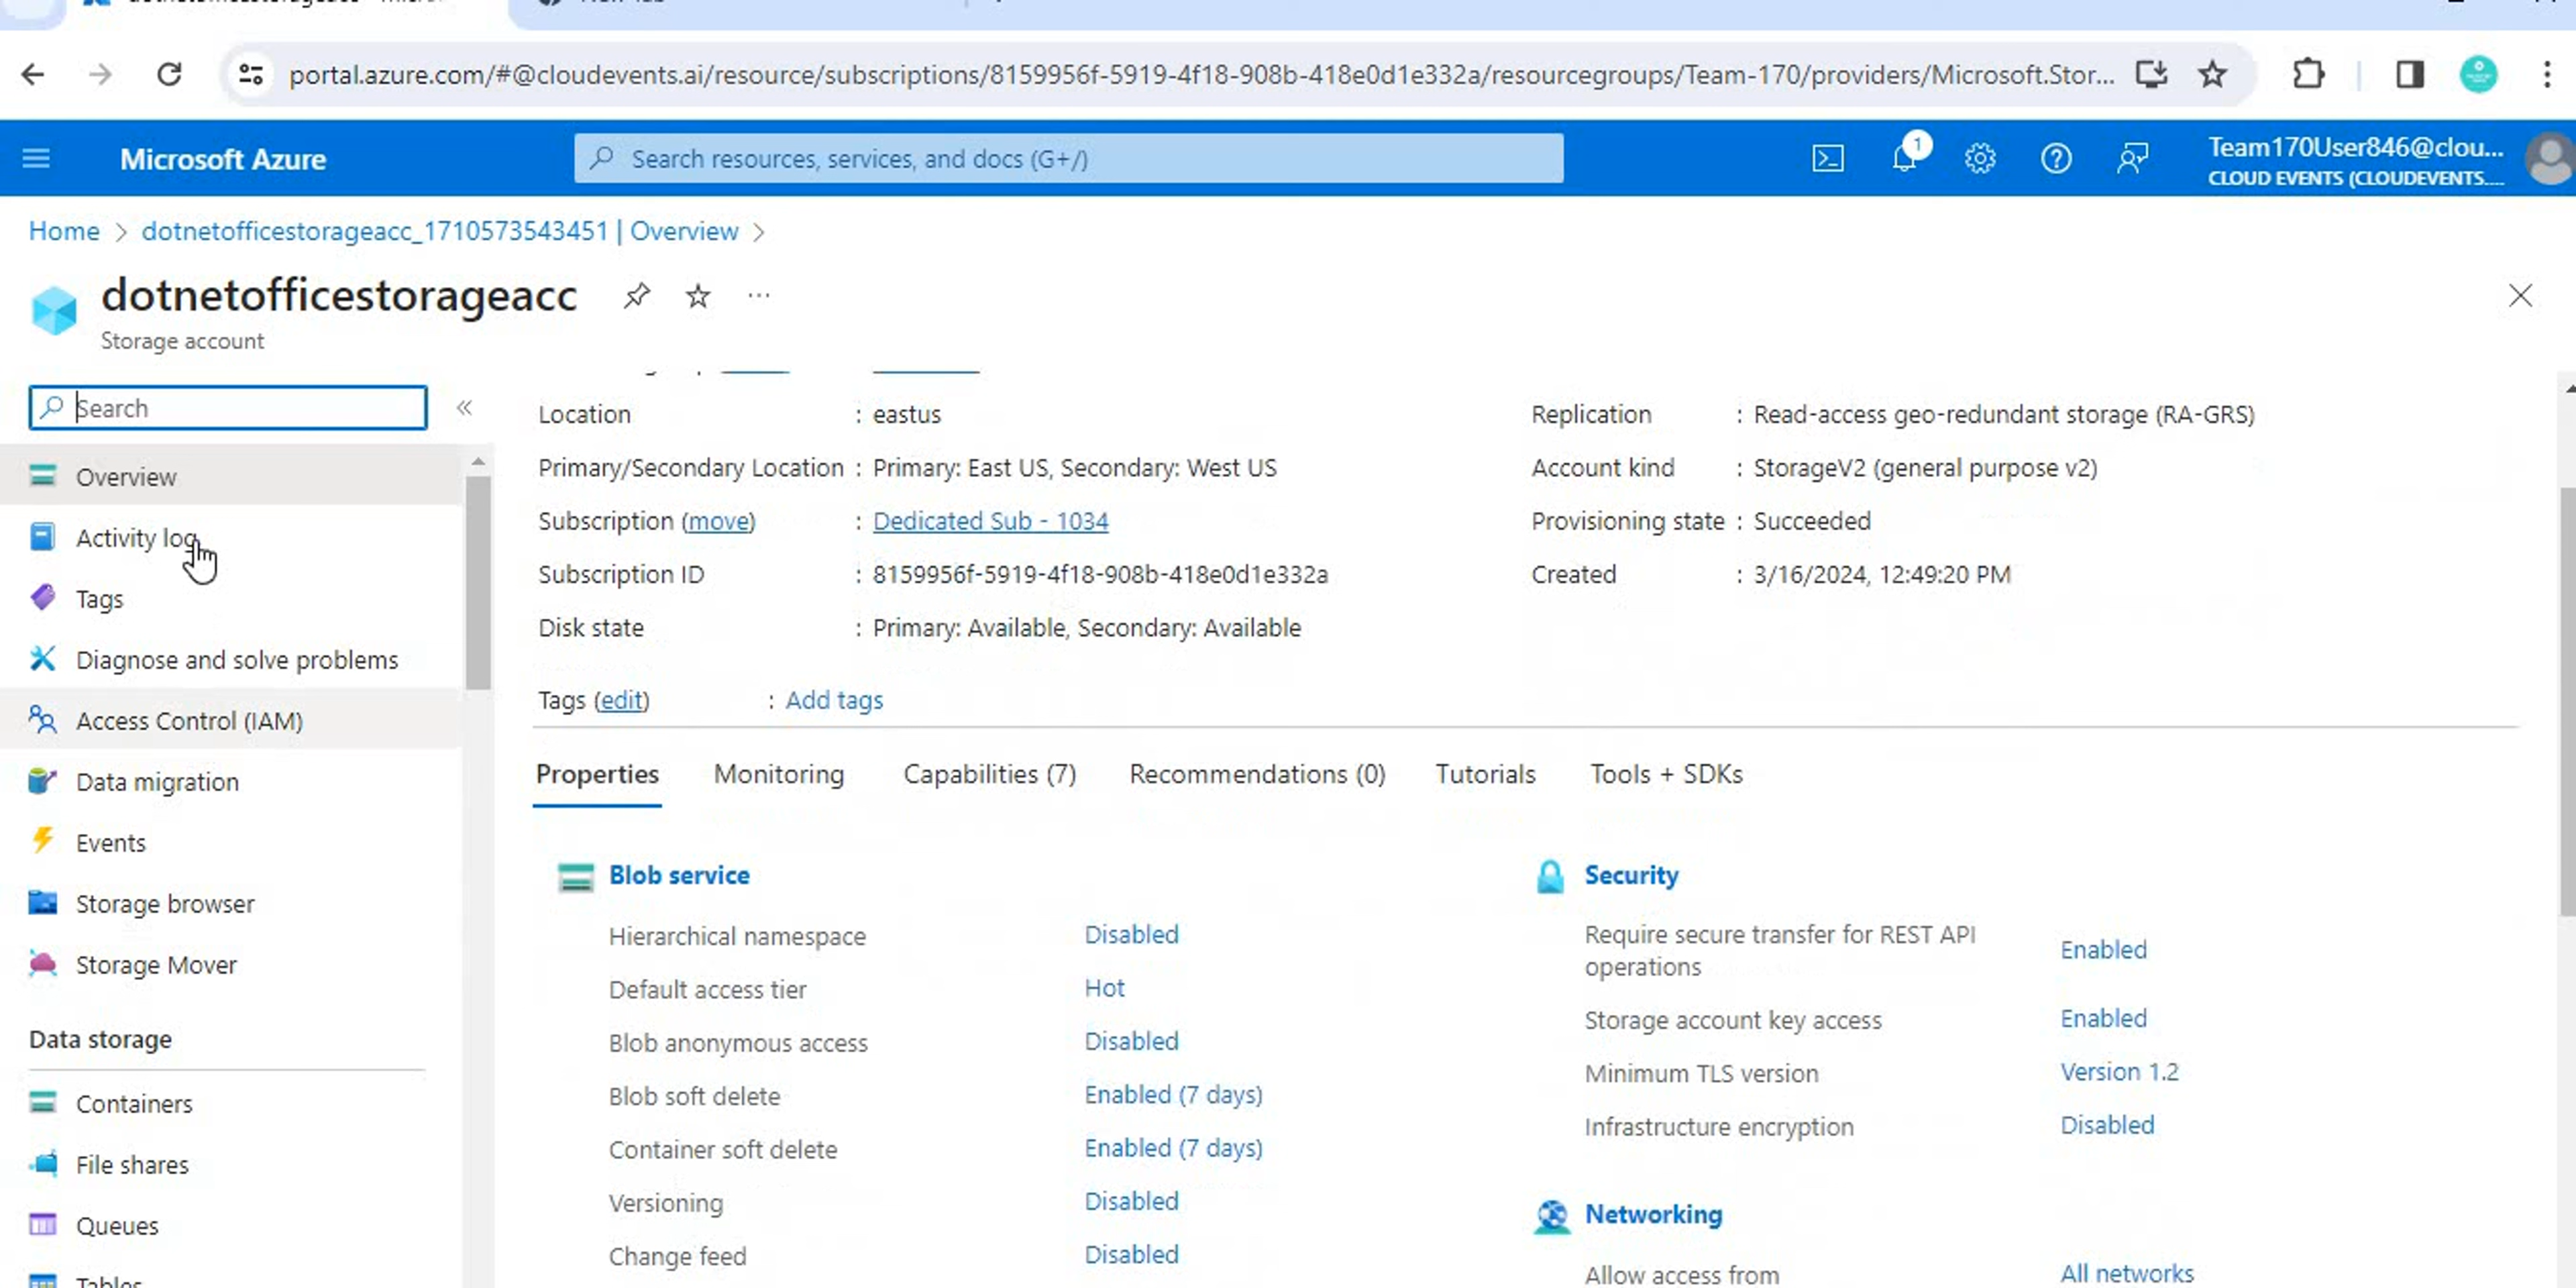 portal.azure.com/#@cloudevents.ai/resource/subscriptions/8159956f-5919-4f18-908b-418e0d1e332a/resourcegroups/Team-170/providers/Microsoft.Stor...
Microsoft Azure
Search resources, services, and docs (G+/)
1
Team170User846@clou...
CLOUD EVENTS (CLOUDEVENTS....
Home > dotnetofficestorageacc_1710573543451 | Overview >
dotnetofficestorageacc
Storage account
Search
Overview
Activity log
Tags
Diagnose and solve problems
Access Control (IAM)
Data migration
Events
Storage browser
Storage Mover
Data storage
Containers
File shares
Queues
Tables
Location : eastus
Primary/Secondary Location : Primary: East US, Secondary: West US
Subscription (move) : Dedicated Sub - 1034
Subscription ID : 8159956f-5919-4f18-908b-418e0d1e332a
Disk state : Primary: Available, Secondary: Available
Replication : Read-access geo-redundant storage (RA-GRS)
Account kind : StorageV2 (general purpose v2)
Provisioning state : Succeeded
Created : 3/16/2024, 12:49:20 PM
Tags (edit) : Add tags
Properties Monitoring Capabilities (7) Recommendations (0) Tutorials Tools + SDKs
Blob service
Hierarchical namespace Disabled
Default access tier Hot
Blob anonymous access Disabled
Blob soft delete Enabled (7 days)
Container soft delete Enabled (7 days)
Versioning Disabled
Change feed Disabled
Security
Require secure transfer for REST API
operations Enabled
Storage account key access Enabled
Minimum TLS version Version 1.2
Infrastructure encryption Disabled
Networking
Allow access from All networks